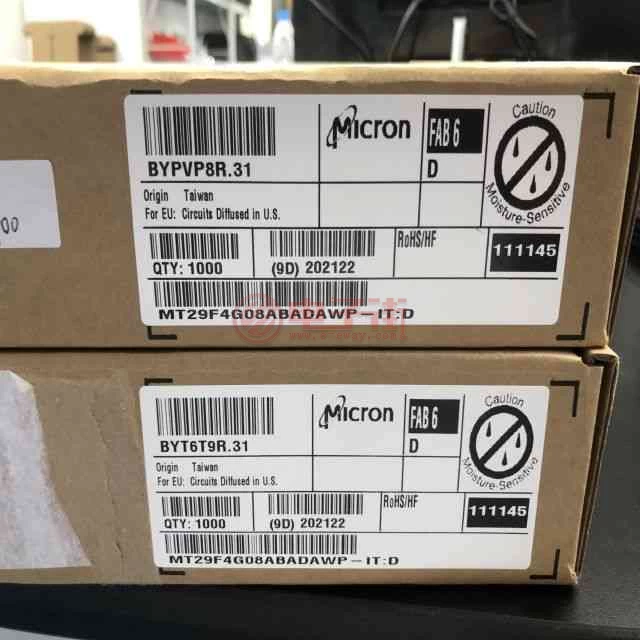 00
Micron
FAB 6
D
Caution
Moisture-Sensitive
BYPVP8R.31
Origin Taiwan
For EU: Circuits Diffused in U.S.
QTY: 1000
(9D) 202122
RoHS/HF
111145
MT29F4G08ABADAWP-IT:D
Micron
FAB 6
D
Caution
Moisture-Sensitive
BYT6T9R.31
Origin Taiwan
For EU: Circuits Diffused in U.S.
QTY: 1000
(9D) 202122
RoHS/HF
111145
MT29F4G08ABADAWP-IT:D